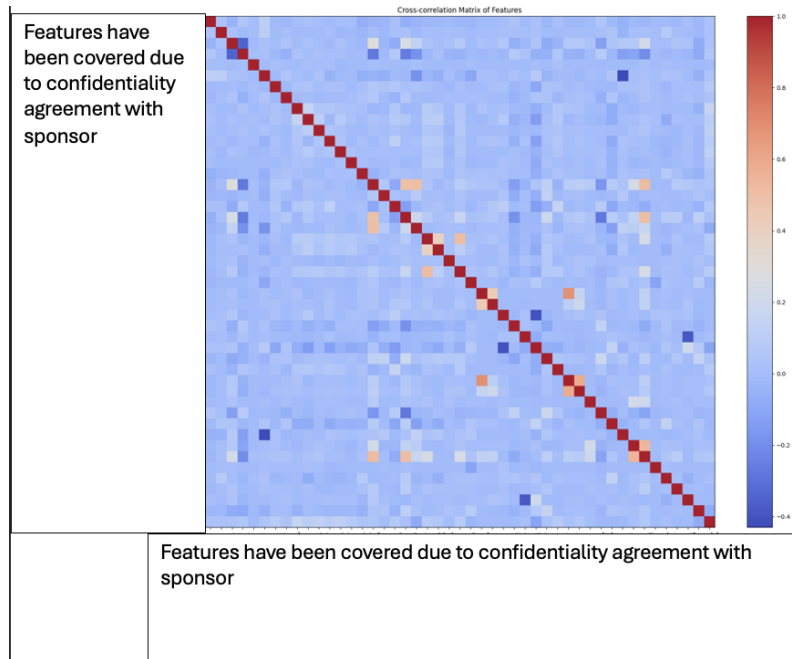 Cross-correlation Matrix of Features
Features have
been covered due
to confidentiality
agreement with
sponsor
1.0
0.8
0.6
0.4
0.2
0.0
−0.2
−0.4
Features have been covered due to confidentiality agreement with
sponsor